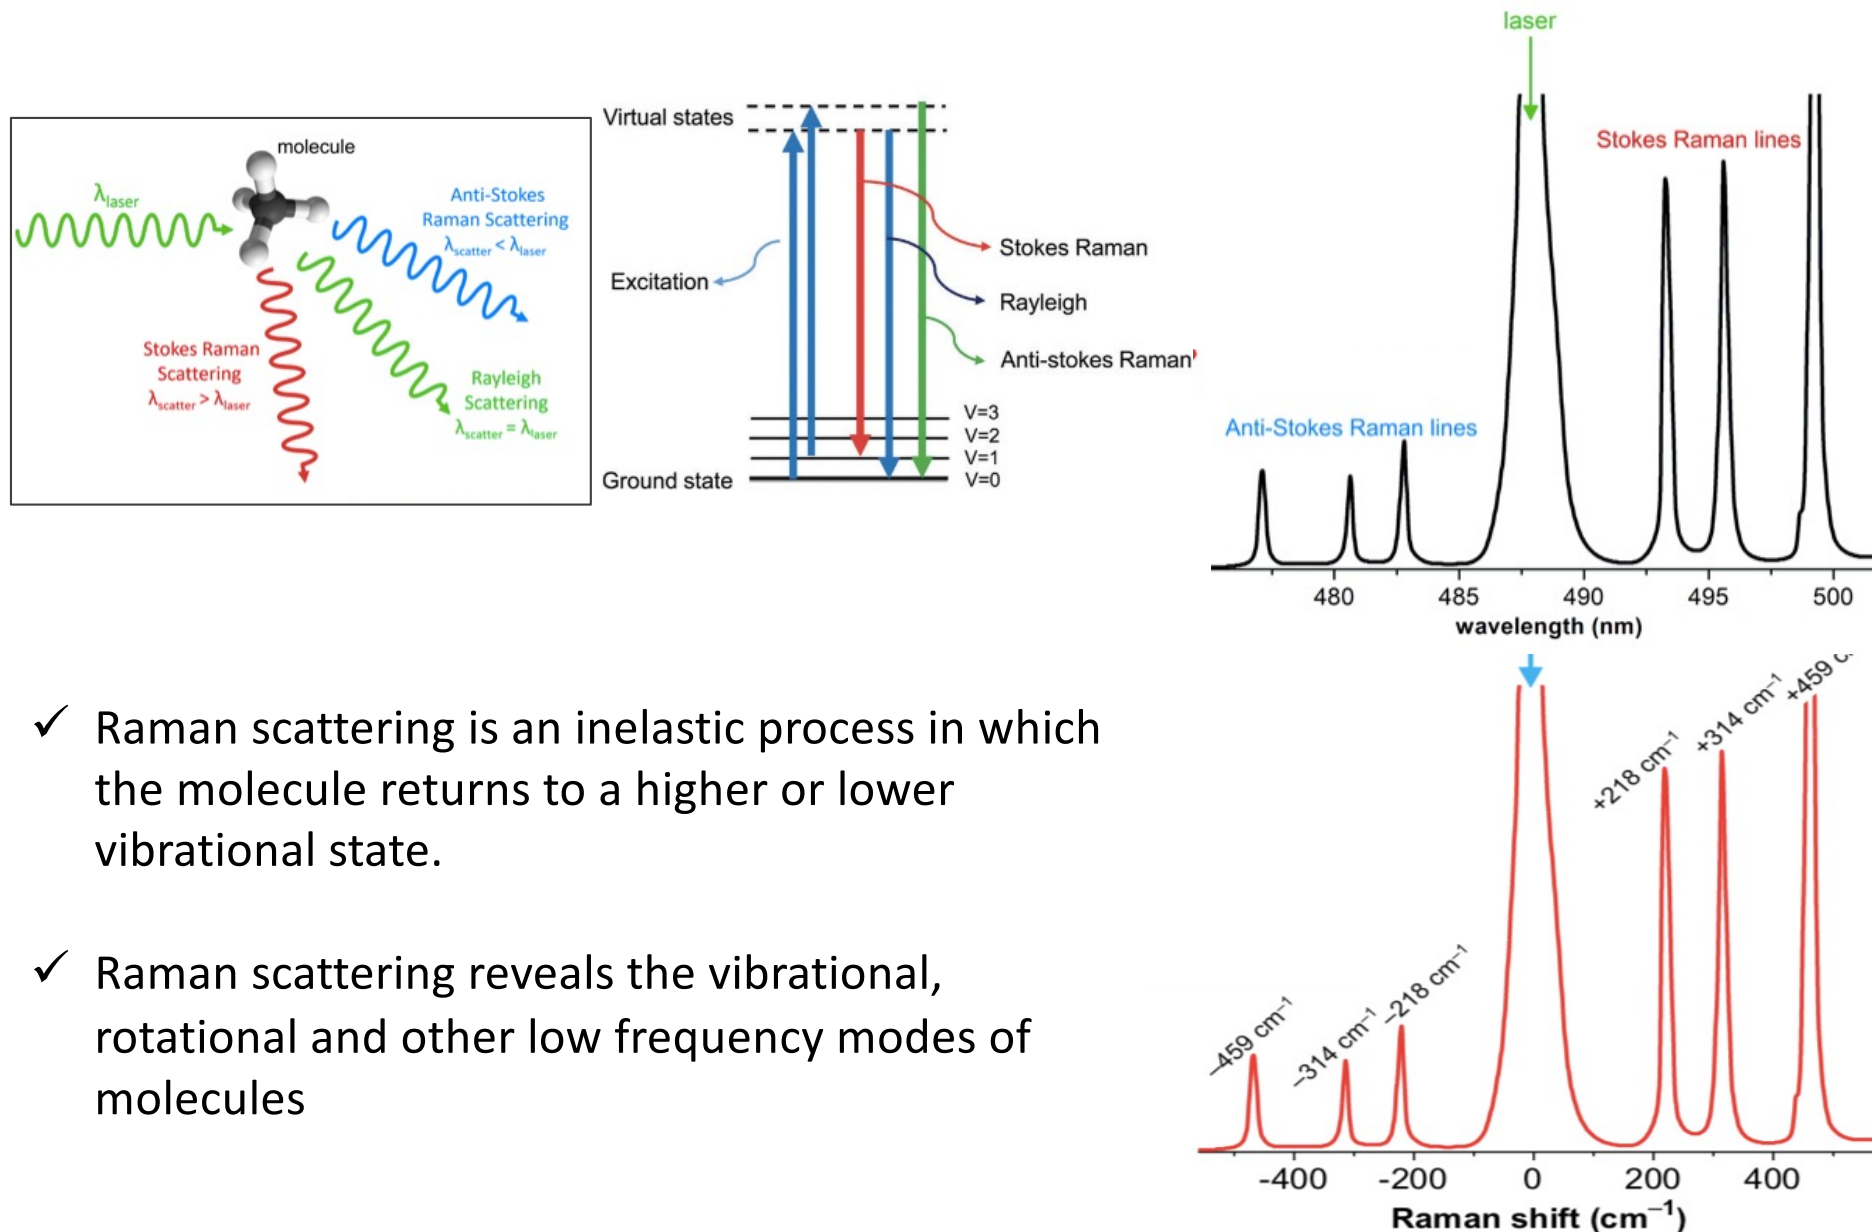 molecule
λlaser
Anti-Stokes
Raman Scattering
λscatter < λlaser
Stokes Raman
Scattering
λscatter > λlaser
Rayleigh
Scattering
λscatter = λlaser
Virtual states
Excitation
Stokes Raman
Rayleigh
Anti-stokes Raman
V=3
V=2
V=1
V=0
Ground state
laser
Stokes Raman lines
Anti-Stokes Raman lines
480 485 490 495 500
wavelength (nm)
✓ Raman scattering is an inelastic process in which
the molecule returns to a higher or lower
vibrational state.
✓ Raman scattering reveals the vibrational,
rotational and other low frequency modes of
molecules
–459 cm⁻¹
–314 cm⁻¹
–218 cm⁻¹
+218 cm⁻¹
+314 cm⁻¹
+459
-400 -200 0 200 400
Raman shift (cm⁻¹)